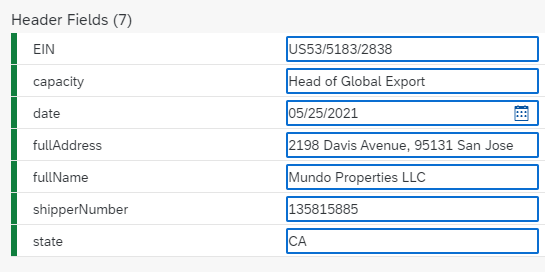 Header Fields (7)
EIN US53/5183/2838
capacity Head of Global Export
date 05/25/2021
fullAddress 2198 Davis Avenue, 95131 San Jose
fullName Mundo Properties LLC
shipperNumber 135815885
state CA